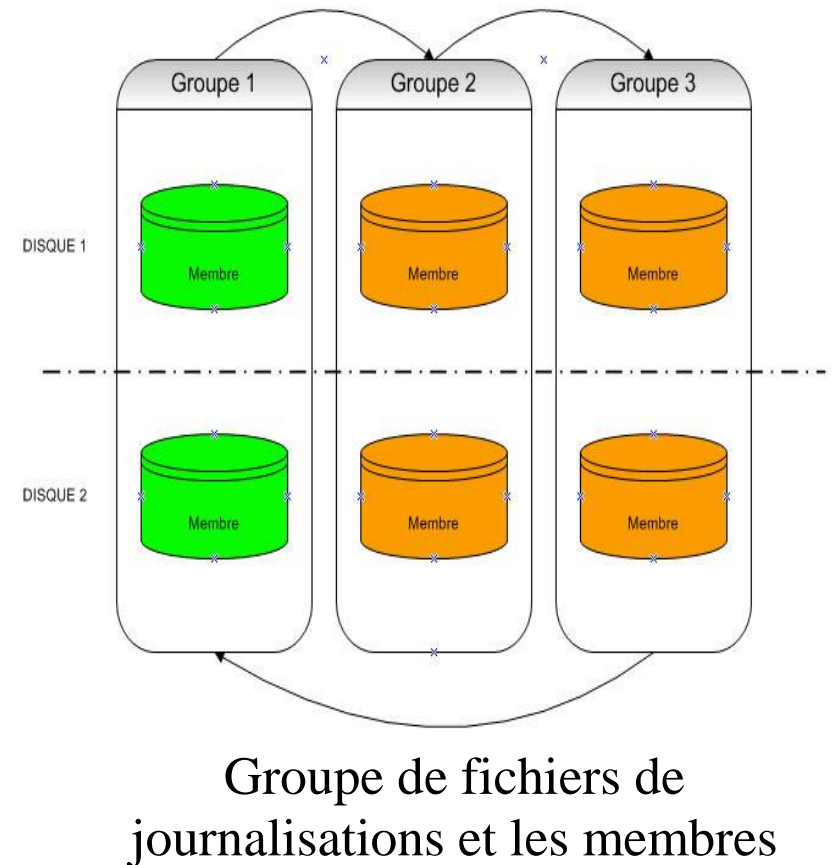 Groupe 1
Groupe 2
Groupe 3
DISQUE 1
Membre
Membre
Membre
DISQUE 2
Membre
Membre
Membre
Groupe de fichiers de
journalisations et les membres